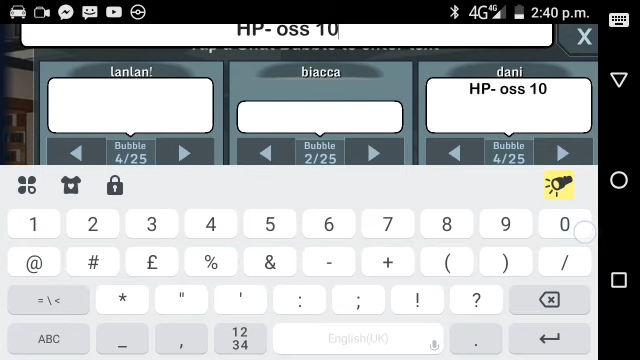 4G 4G 2:40 p.m.
HP- oss 10
Tap a Chat Bubble to enter text
X
lanlan!
biacca
dani
HP- oss 10
Bubble
4/25
Bubble
2/25
Bubble
4/25
1 2 3 4 5 6 7 8 9 0
@ # £ % & - + ( ) /
= \ < * " ' : ; ! ?
ABC _ , 12 34 English(UK) .